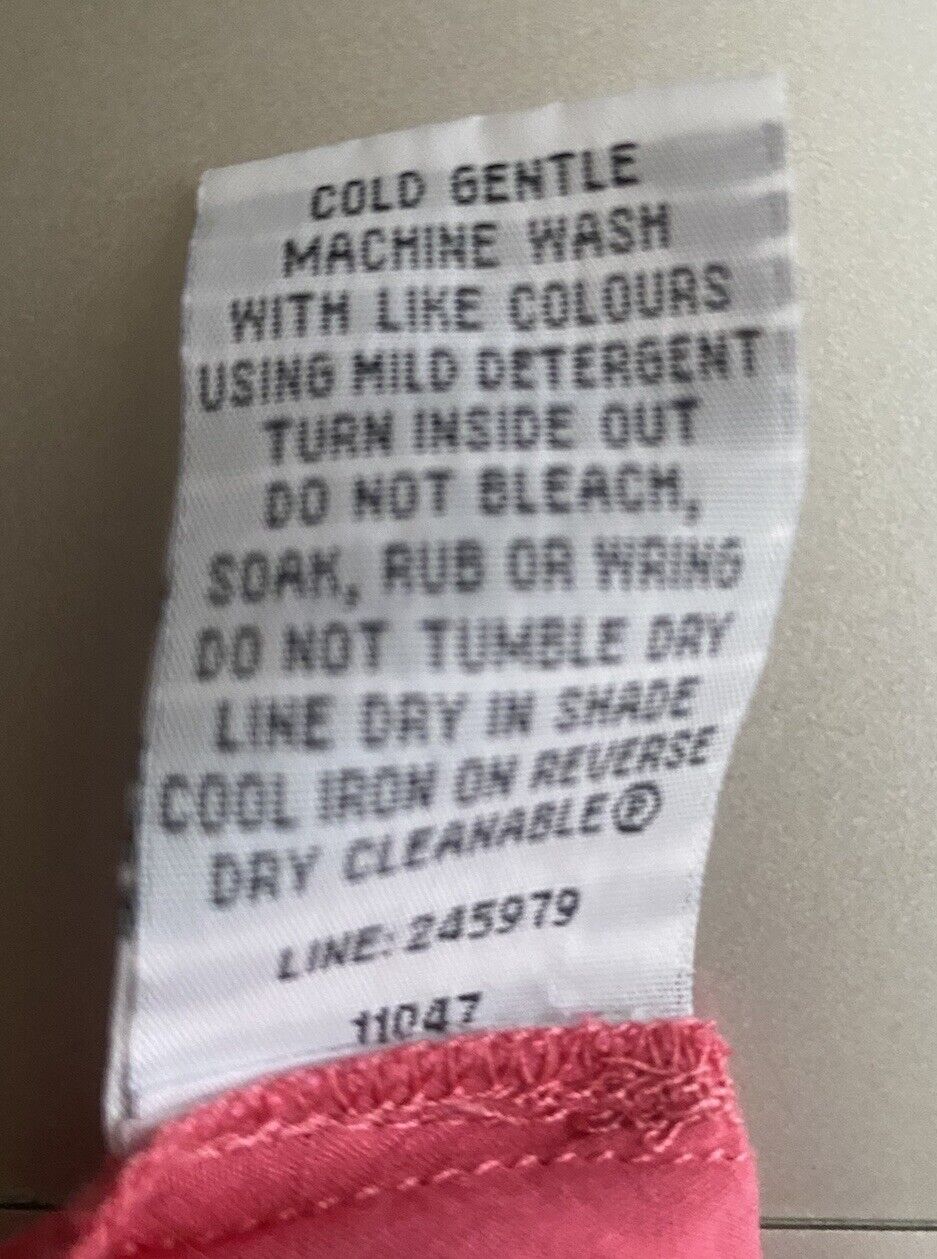 COLD GENTLE
MACHINE WASH
WITH LIKE COLOURS
USING MILD DETERGENT
TURN INSIDE OUT
DO NOT BLEACH,
SOAK, RUB OR WRING
DO NOT TUMBLE DRY
LINE DRY IN SHADE
COOL IRON ON REVERSE
DRY CLEANABLE Ⓟ
LINE: 245979
11047